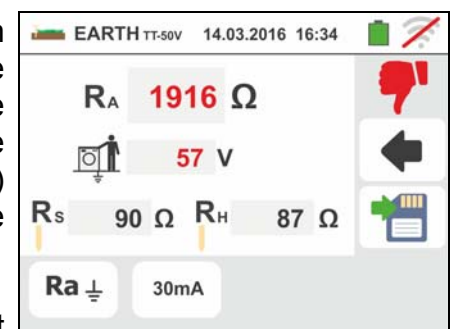 EARTH TT-50V 14.03.2016 16:34
RA 1916 Ω
57 V
RS 90 Ω RH 87 Ω
Ra 30mA